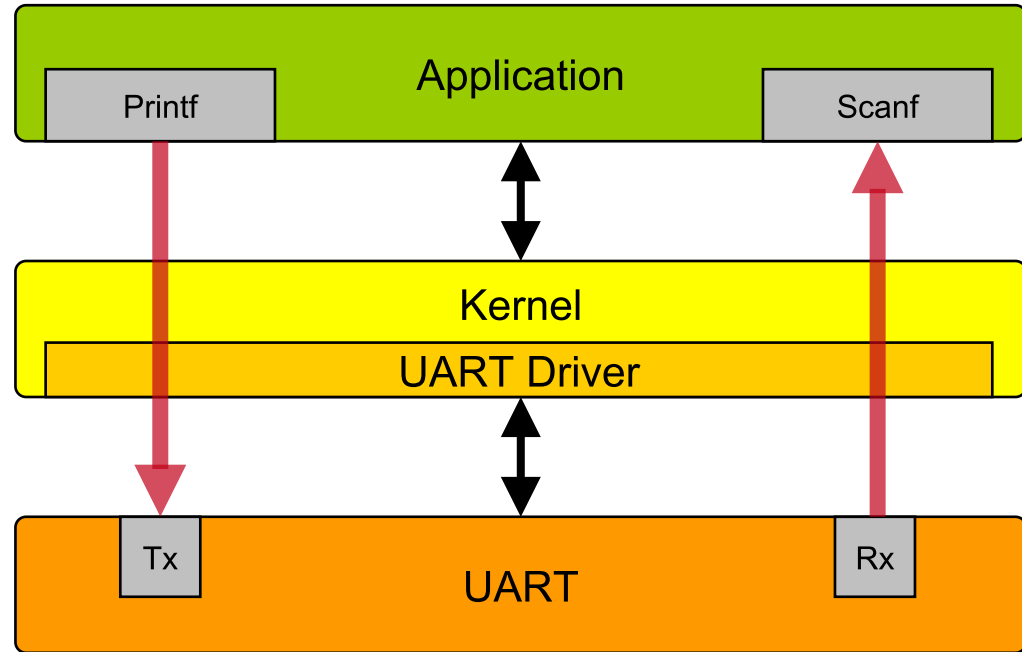 Application
Printf
Scanf
Kernel
UART Driver
Tx
Rx
UART